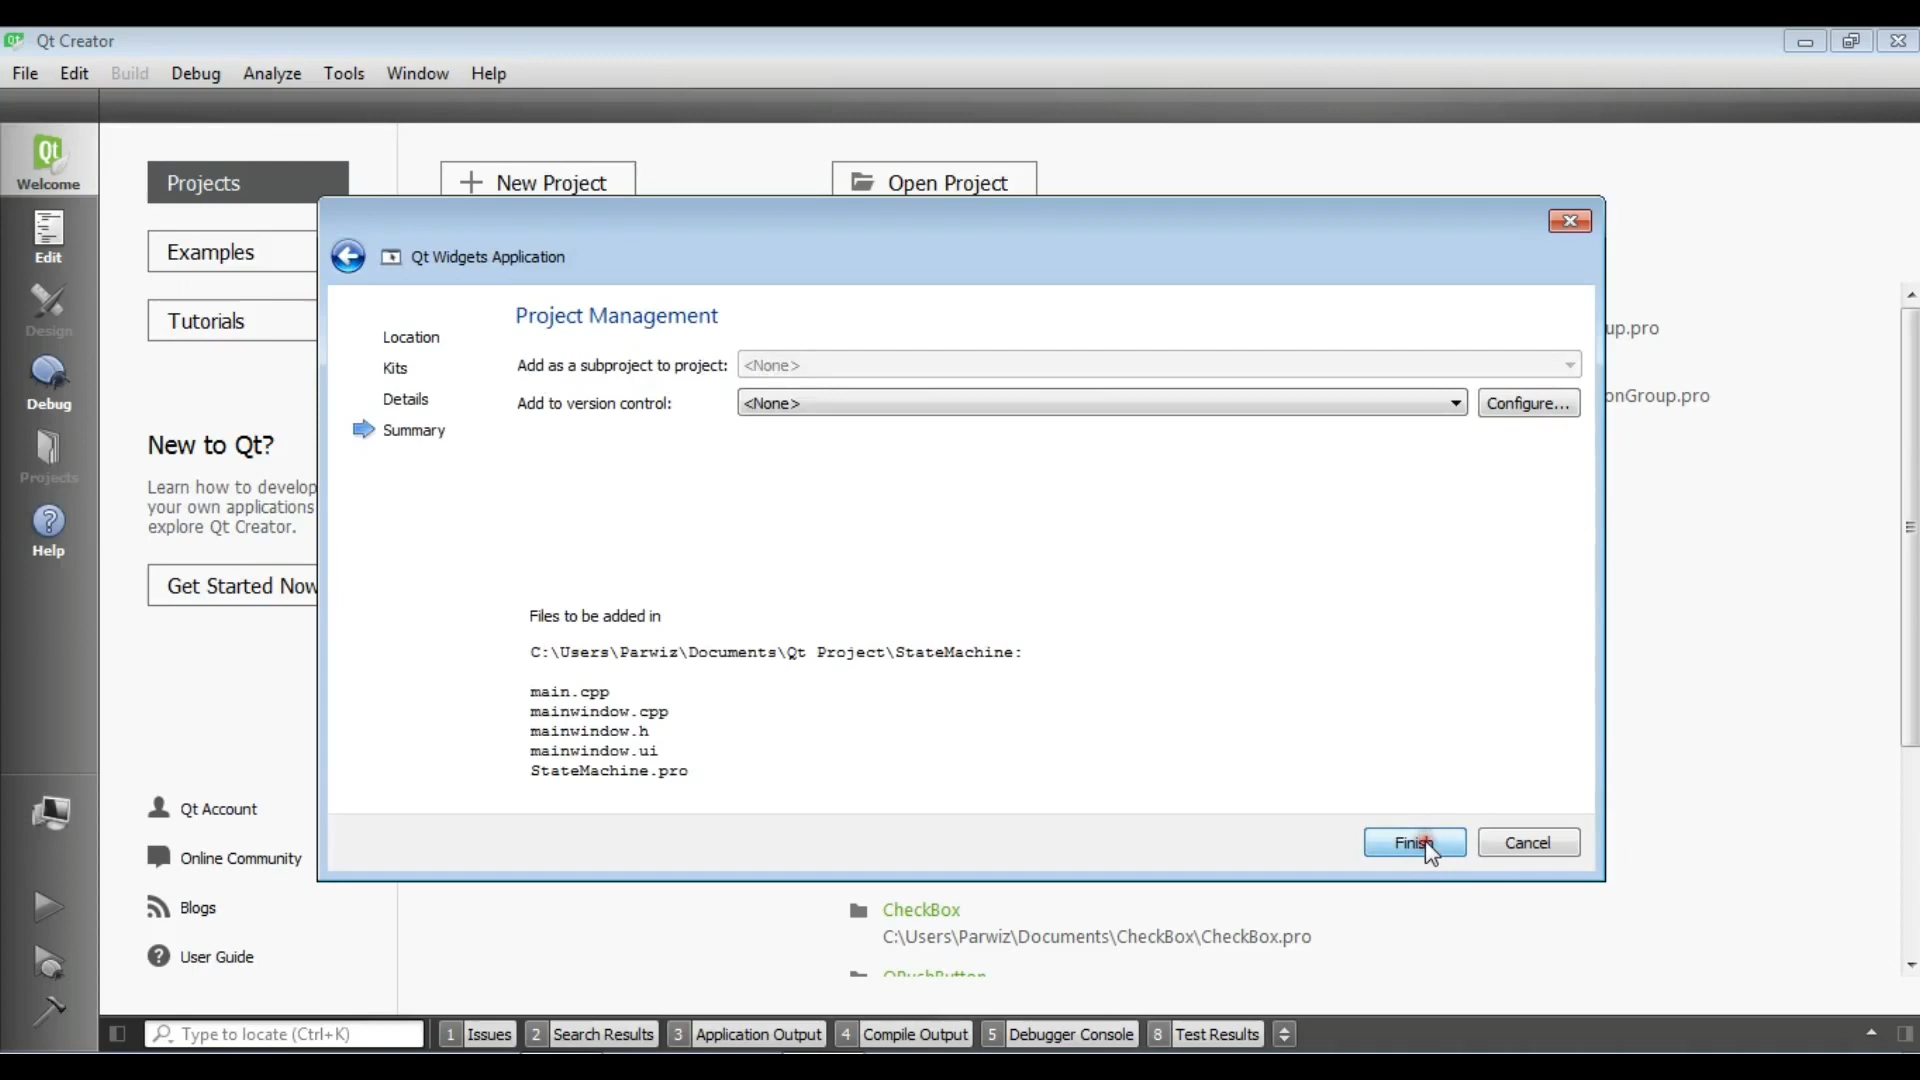 Qt Creator
File Edit Build Debug Analyze Tools Window Help
Qt
Welcome
Edit
Design
Debug
Projects
Help
Projects
Examples
Tutorials
New to Qt?
Learn how to develop
your own applications
explore Qt Creator.
Get Started Now
Qt Account
Online Community
Blogs
User Guide
New Project
Open Project
up.pro
onGroup.pro
Qt Widgets Application
Location
Kits
Details
Summary
Project Management
Add as a subproject to project: <None>
Add to version control: <None> Configure...
Files to be added in
C:\Users\Parwiz\Documents\Qt Project\StateMachine:
main.cpp
mainwindow.cpp
mainwindow.h
mainwindow.ui
StateMachine.pro
Finish Cancel
CheckBox
C:\Users\Parwiz\Documents\CheckBox\CheckBox.pro
QPushButton
Type to locate (Ctrl+K) 1 Issues 2 Search Results 3 Application Output 4 Compile Output 5 Debugger Console 8 Test Results